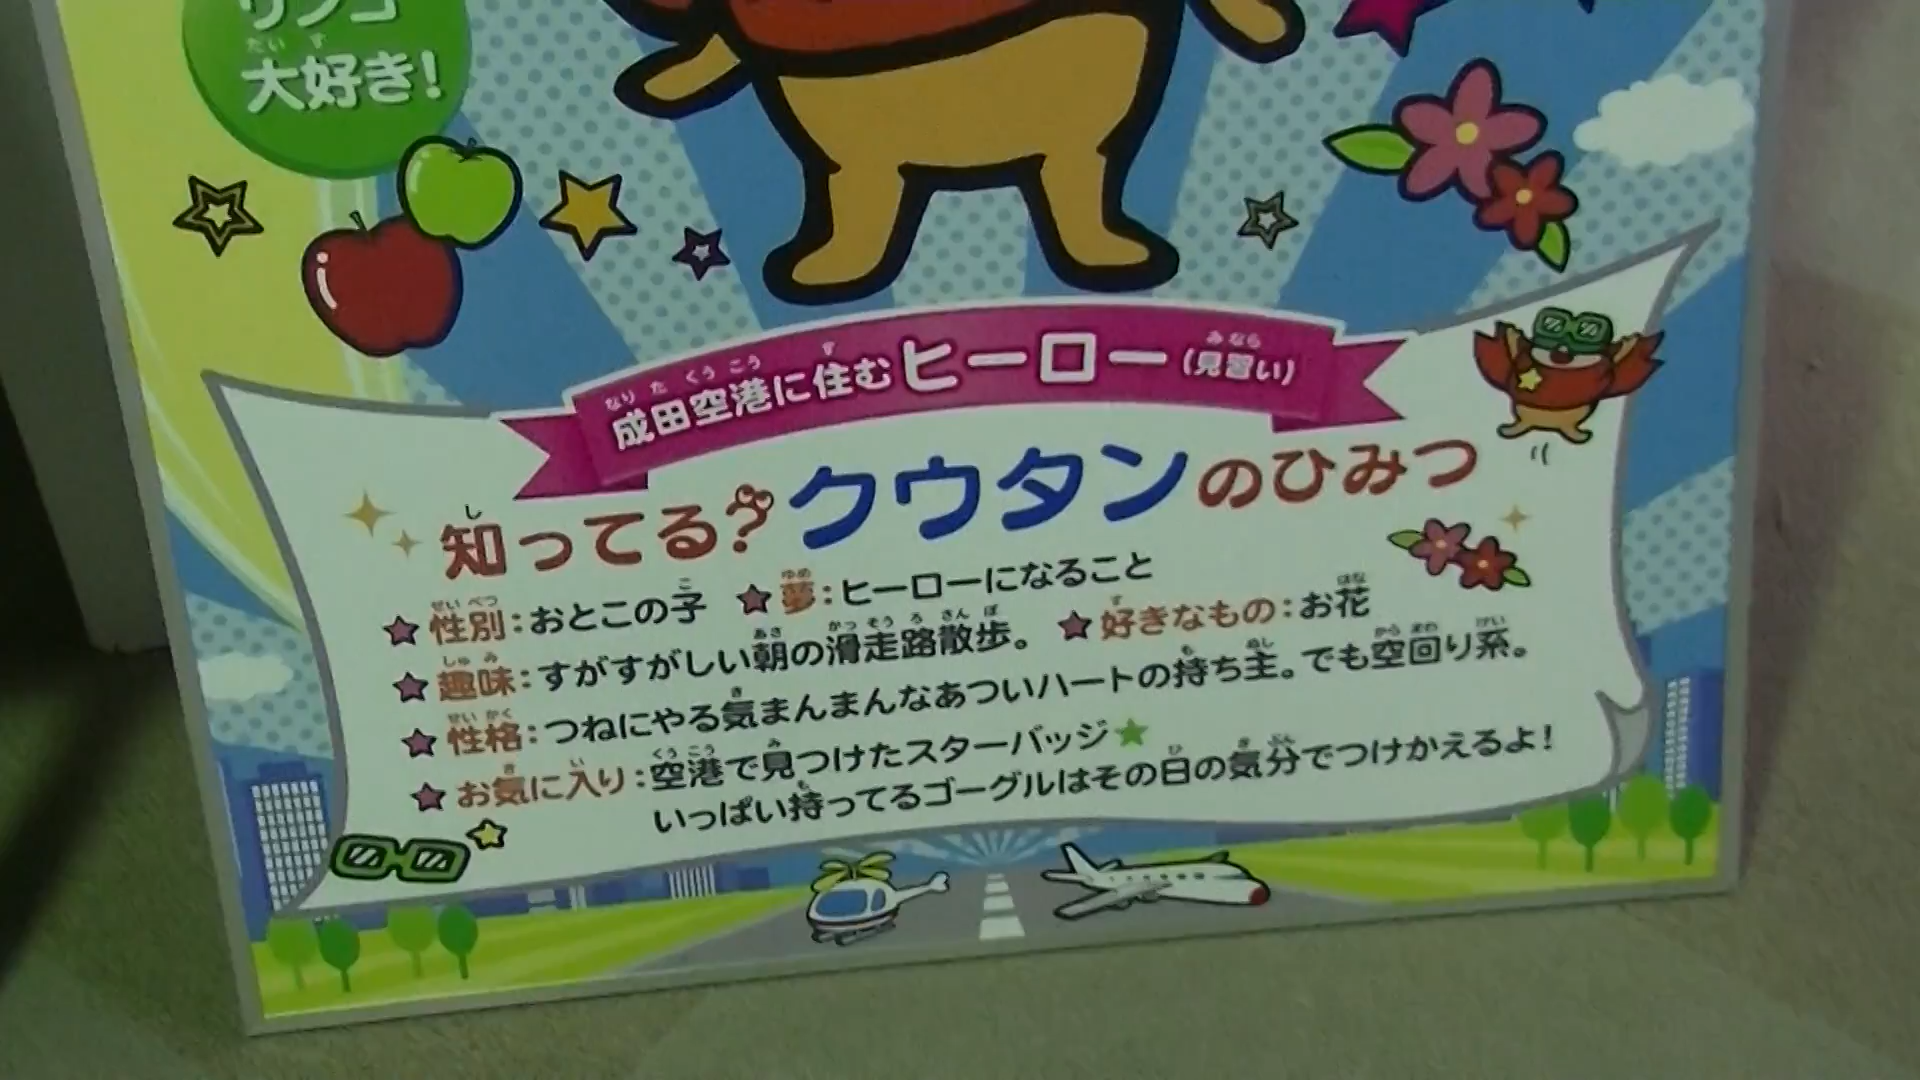 リンゴ
大好き!
成田空港に住むヒーロー(見習い)
知ってる?クウタンのひみつ
性別:おとこの子 夢:ヒーローになること
趣味:すがすがしい朝の滑走路散歩。 好きなもの:お花
性格:つねにやる気まんまんなあついハートの持ち主。でも空回り系。
お気に入り:空港で見つけたスターバッジ★
いっぱい持ってるゴーグルはその日の気分でつけかえるよ!